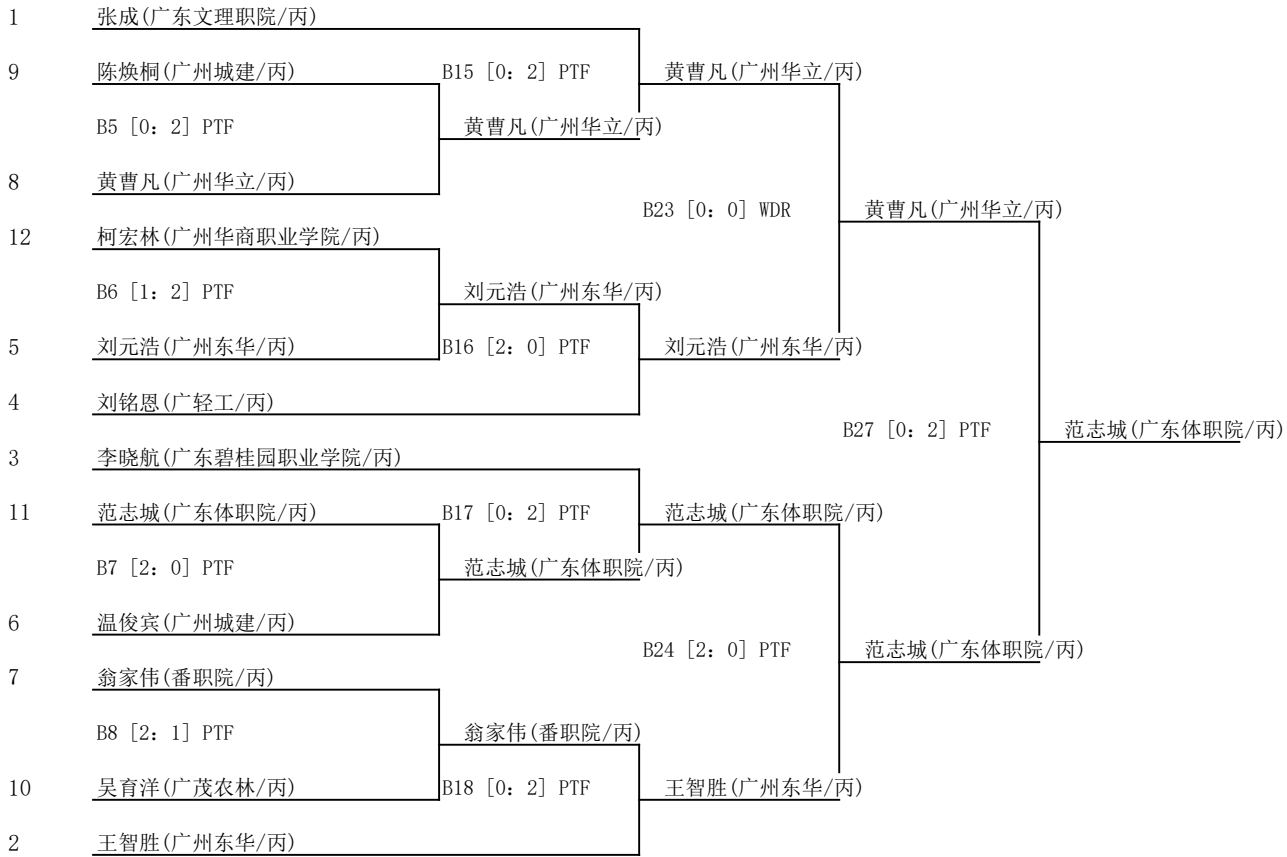 1 张成(广东文理职院/丙)
9 陈焕桐(广州城建/丙) B15 [0: 2] PTF 黄曹凡(广州华立/丙)
B5 [0: 2] PTF 黄曹凡(广州华立/丙)
8 黄曹凡(广州华立/丙)
B23 [0: 0] WDR 黄曹凡(广州华立/丙)
12 柯宏林(广州华商职业学院/丙)
B6 [1: 2] PTF 刘元浩(广州东华/丙)
5 刘元浩(广州东华/丙) B16 [2: 0] PTF 刘元浩(广州东华/丙)
4 刘铭恩(广轻工/丙)
B27 [0: 2] PTF 范志城(广东体职院/丙)
3 李晓航(广东碧桂园职业学院/丙)
11 范志城(广东体职院/丙) B17 [0: 2] PTF 范志城(广东体职院/丙)
B7 [2: 0] PTF 范志城(广东体职院/丙)
6 温俊宾(广州城建/丙)
B24 [2: 0] PTF 范志城(广东体职院/丙)
7 翁家伟(番职院/丙)
B8 [2: 1] PTF 翁家伟(番职院/丙)
10 吴育洋(广茂农林/丙) B18 [0: 2] PTF 王智胜(广州东华/丙)
2 王智胜(广州东华/丙)